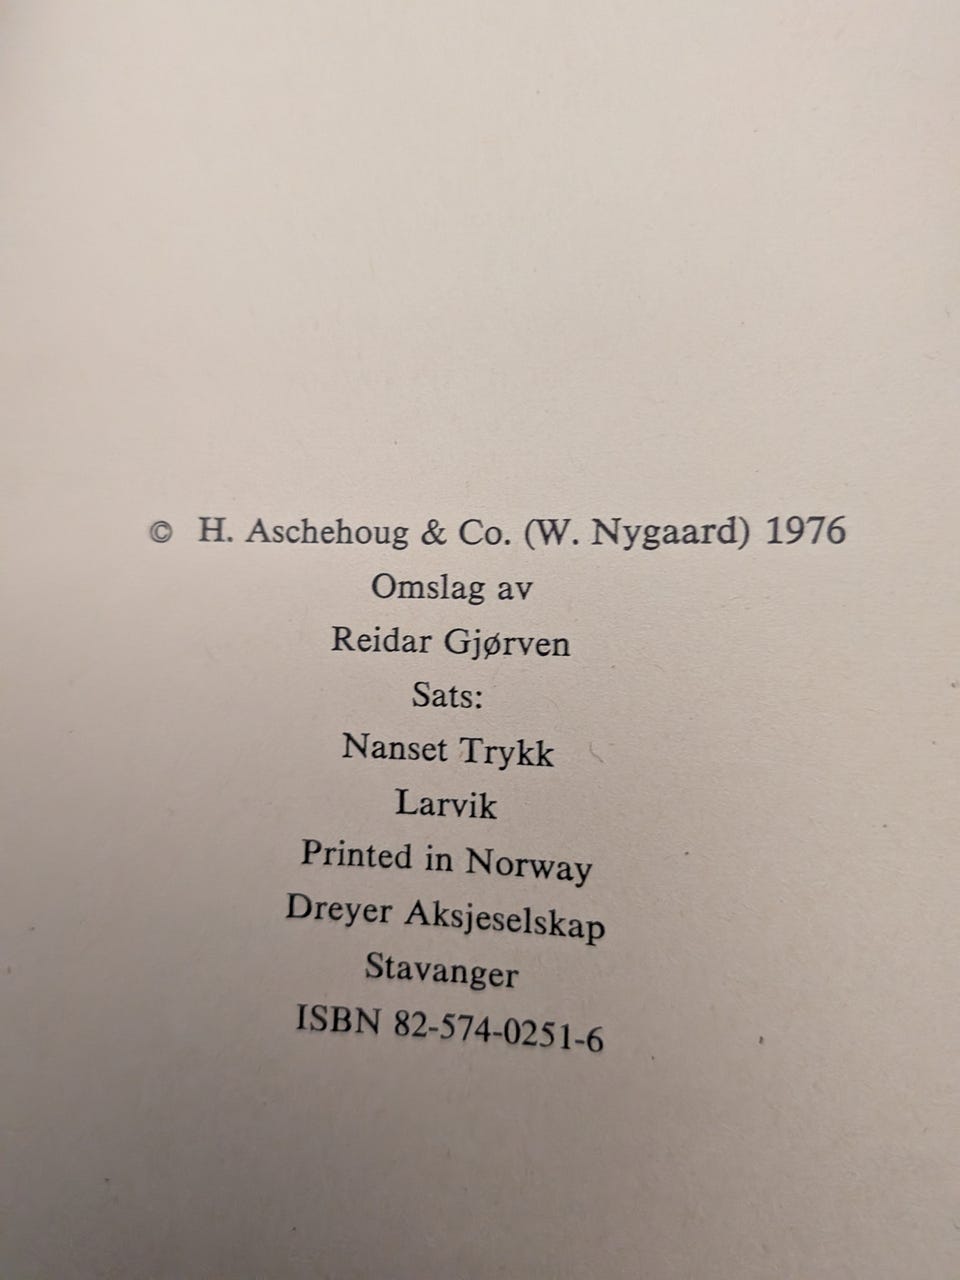 © H. Aschehoug & Co. (W. Nygaard) 1976
Omslag av
Reidar Gjørven
Sats:
Nanset Trykk
Larvik
Printed in Norway
Dreyer Aksjeselskap
Stavanger
ISBN 82-574-0251-6